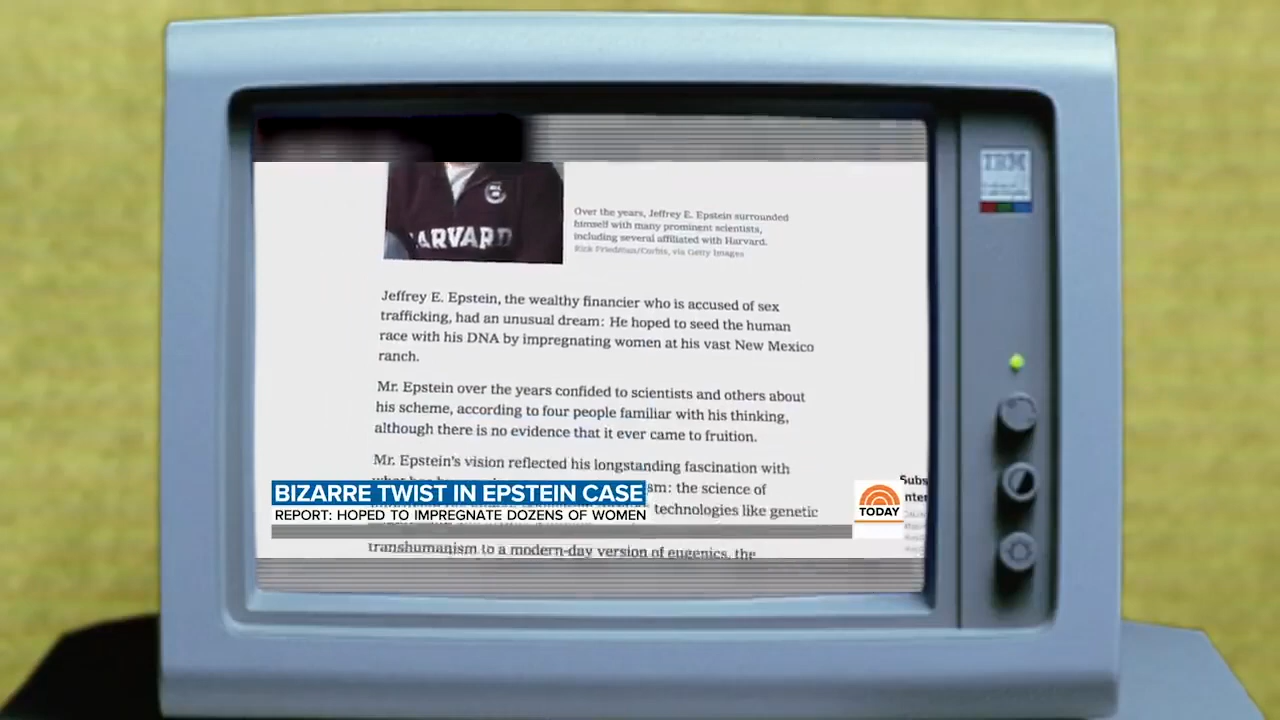 IBM
ARVARD
Over the years, Jeffrey E. Epstein surrounded
himself with many prominent scientists,
including several affiliated with Harvard.
Rick Friedman/Corbis, via Getty Images
Jeffrey E. Epstein, the wealthy financier who is accused of sex
trafficking, had an unusual dream: He hoped to seed the human
race with his DNA by impregnating women at his vast New Mexico
ranch.
Mr. Epstein over the years confided to scientists and others about
his scheme, according to four people familiar with his thinking,
although there is no evidence that it ever came to fruition.
Mr. Epstein's vision reflected his longstanding fascination with
sm: the science of
technologies like genetic
transhumanism to a modern-day version of eugenics, the
BIZARRE TWIST IN EPSTEIN CASE
REPORT: HOPED TO IMPREGNATE DOZENS OF WOMEN
TODAY
Subs
nter